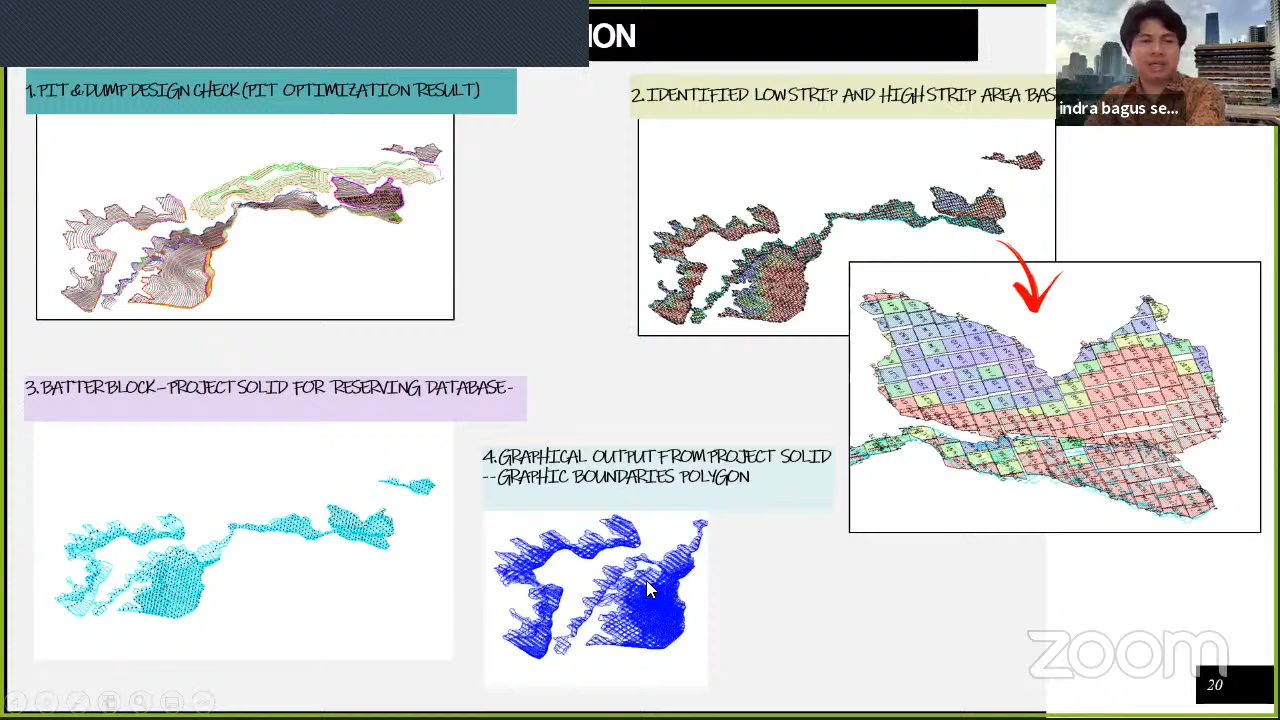 ION
1. PIT & DUMP DESIGN CHECK (PIT OPTIMIZATION RESULT)
2. IDENTIFIED LOW STRIP AND HIGH STRIP AREA BAS
indra bagus se...
3. BATTER BLOCK – PROJECT SOLID FOR RESERVING DATABASE -
4. GRAPHICAL OUTPUT FROM PROJECT SOLID
-- GRAPHIC BOUNDARIES POLYGON
zoom
20